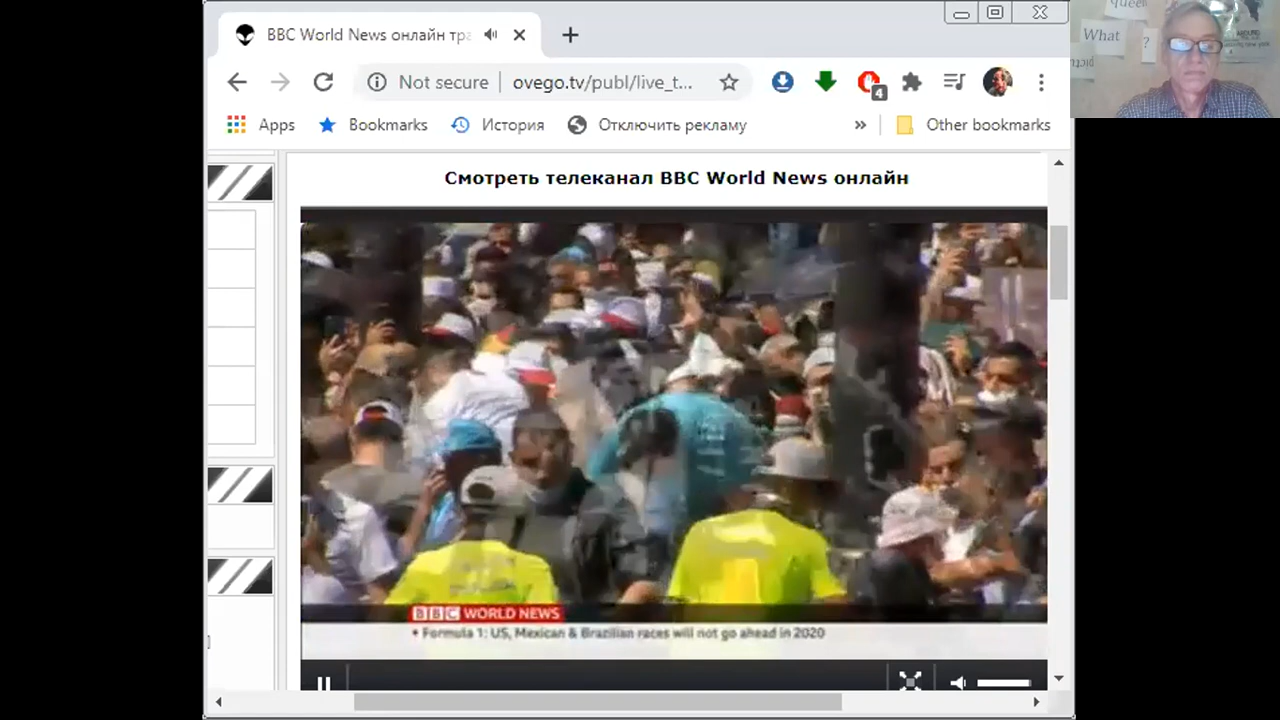 BBC World News онлайн тра
Not secure
ovego.tv/publ/live_t...
4
Apps
Bookmarks
История
Отключить рекламу
»
Other bookmarks
Смотреть телеканал BBC World News онлайн
BBC WORLD NEWS
• Formula 1: US, Mexican & Brazilian races will not go ahead in 2020
What
?